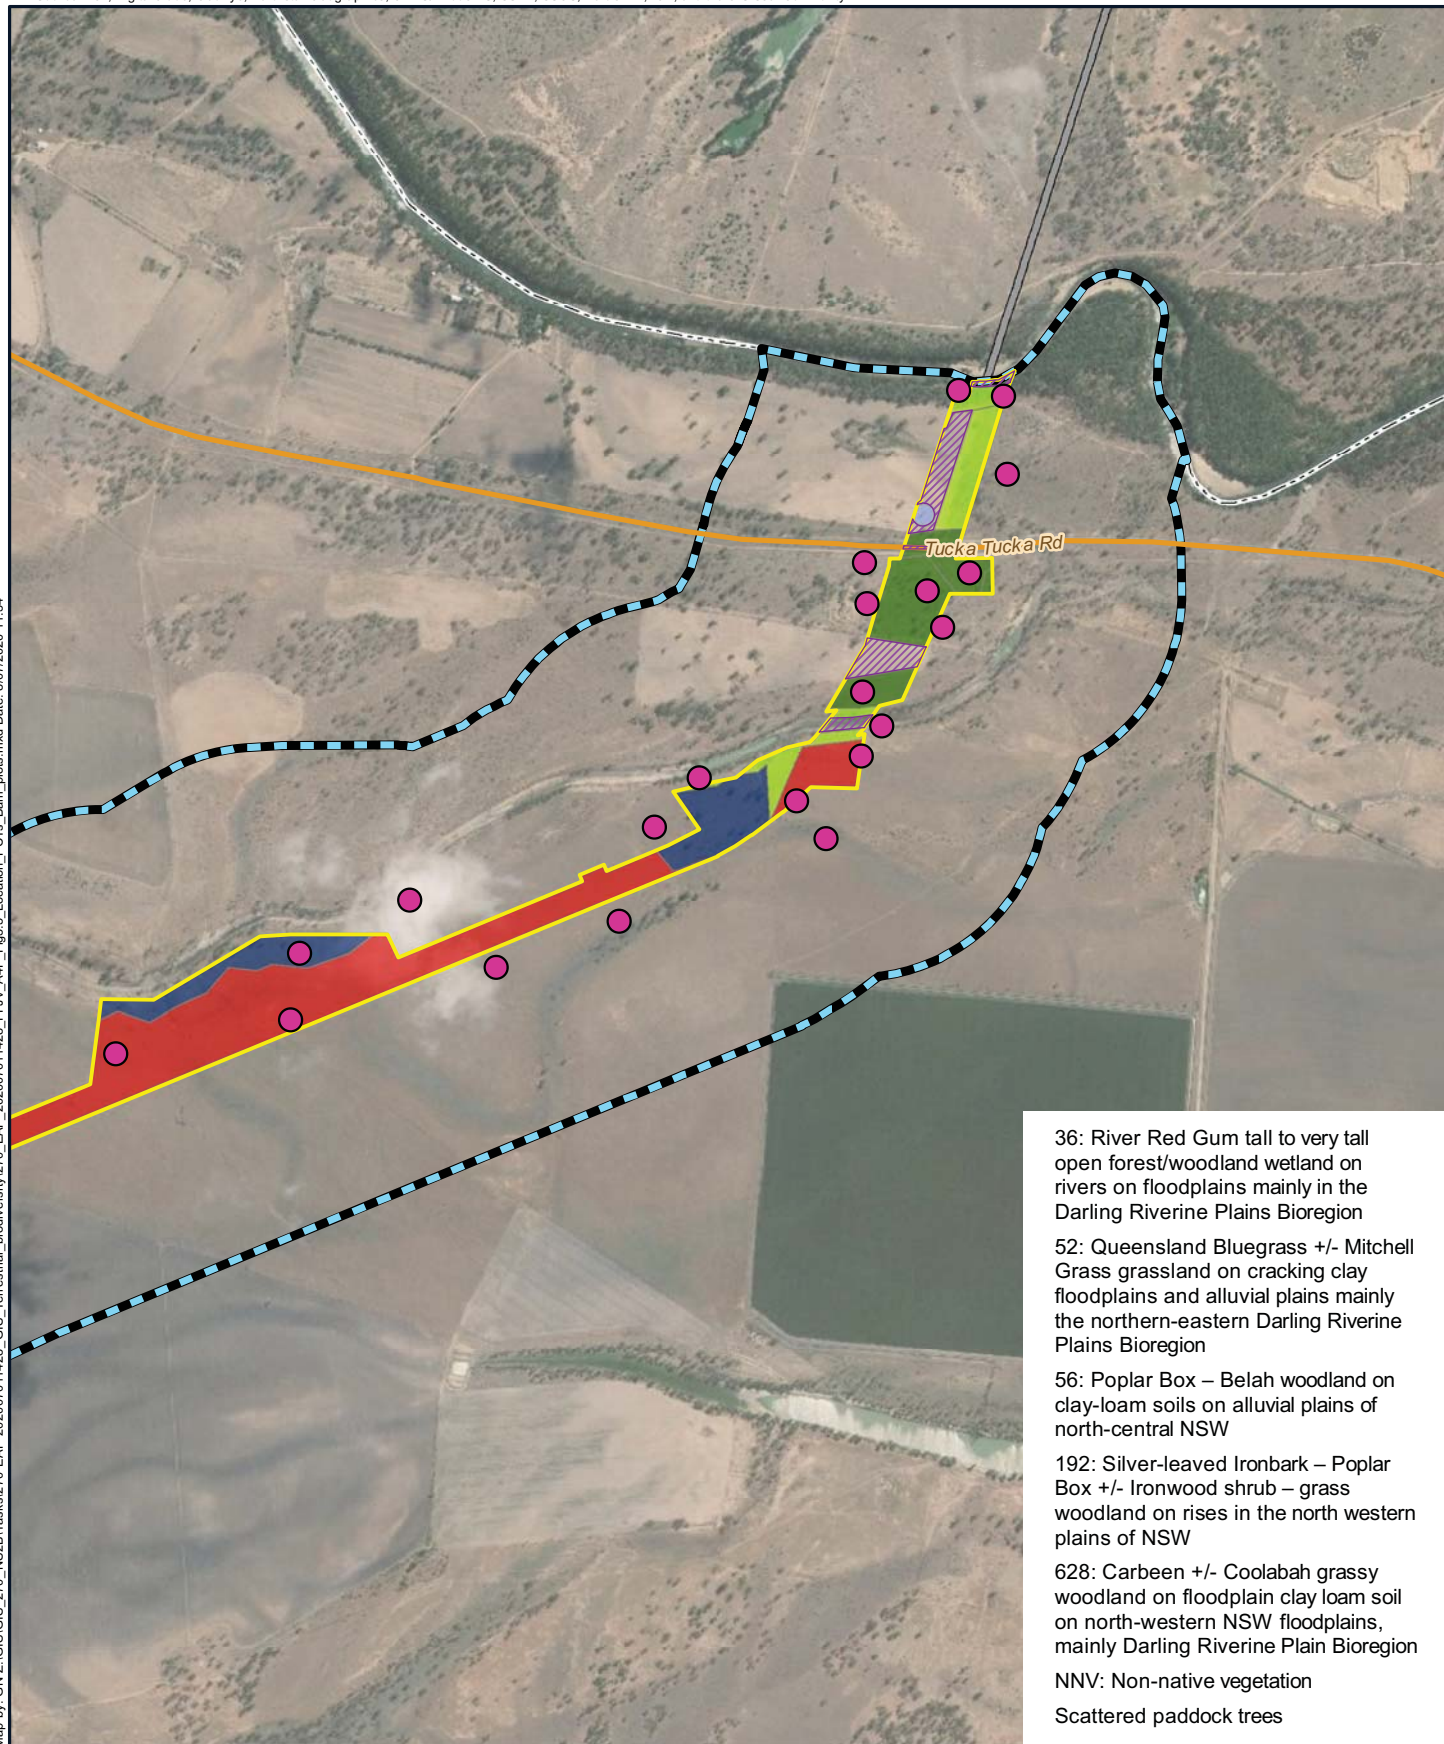 Tucka Tucka Rd
36: River Red Gum tall to very tall
open forest/woodland wetland on
rivers on floodplains mainly in the
Darling Riverine Plains Bioregion
52: Queensland Bluegrass +/- Mitchell
Grass grassland on cracking clay
floodplains and alluvial plains mainly
the northern-eastern Darling Riverine
Plains Bioregion
56: Poplar Box – Belah woodland on
clay-loam soils on alluvial plains of
north-central NSW
192: Silver-leaved Ironbark – Poplar
Box +/- Ironwood shrub – grass
woodland on rises in the north western
plains of NSW
628: Carbeen +/- Coolabah grassy
woodland on floodplain clay loam soil
on north-western NSW floodplains,
mainly Darling Riverine Plain Bioregion
NNV: Non-native vegetation
Scattered paddock trees